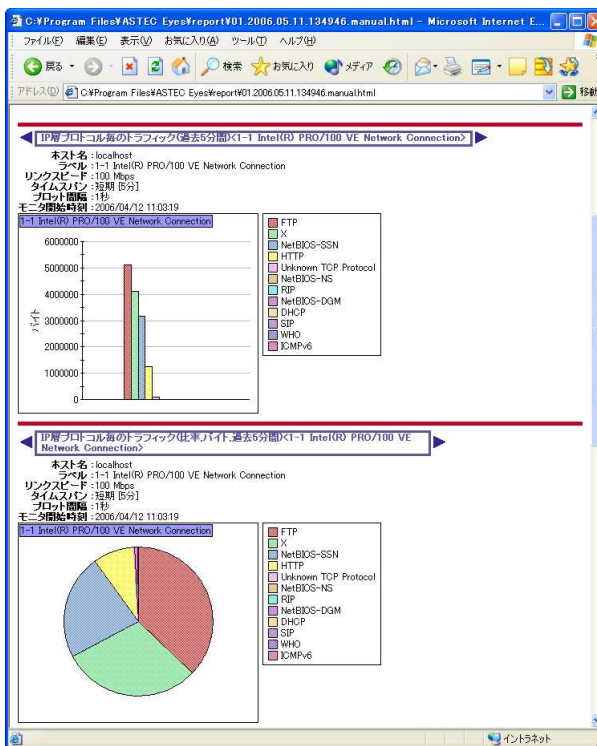 C:¥Program Files¥ASTEC Eyes¥report¥01.2006.05.11.134946.manual.html - Microsoft Internet E...
ファイル(F) 編集(E) 表示(V) お気に入り(A) ツール(T) ヘルプ(H)
戻る 検索 お気に入り メディア
アドレス(D) C:¥Program Files¥ASTEC Eyes¥report¥01.2006.05.11.134946.manual.html 移動
IP層プロトコル毎のトラフィック(過去5分間)<1-1 Intel(R) PRO/100 VE Network Connection>
ホスト名 : localhost
ラベル : 1-1 Intel(R) PRO/100 VE Network Connection
リンクスピード : 100 Mbps
タイムスパン : 短期 [5分]
プロット間隔 : 1秒
モニタ開始時刻 : 2006/04/12 11:03:19
1-1 Intel(R) PRO/100 VE Network Connection
6000000
5000000
4000000
3000000
2000000
1000000
0
バイト
FTP
X
NetBIOS-SSN
HTTP
Unknown TCP Protocol
NetBIOS-NS
RIP
NetBIOS-DGM
DHCP
SIP
WHO
ICMPv6
IP層プロトコル毎のトラフィック(比率,バイト,過去5分間)<1-1 Intel(R) PRO/100 VE
Network Connection>
ホスト名 : localhost
ラベル : 1-1 Intel(R) PRO/100 VE Network Connection
リンクスピード : 100 Mbps
タイムスパン : 短期 [5分]
プロット間隔 : 1秒
モニタ開始時刻 : 2006/04/12 11:03:19
1-1 Intel(R) PRO/100 VE Network Connection
FTP
X
NetBIOS-SSN
HTTP
Unknown TCP Protocol
NetBIOS-NS
RIP
NetBIOS-DGM
DHCP
SIP
WHO
ICMPv6
イントラネット